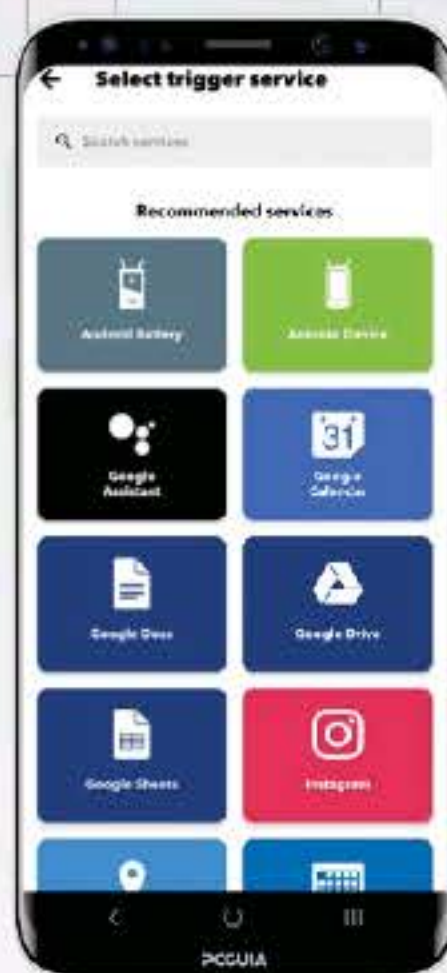 Select trigger service
Search services
Recommended services
Android Battery
Android Device
Google
Assistant
31
Google
Calendar
Google Docs
Google Drive
Google Sheets
Instagram
PCGUIA